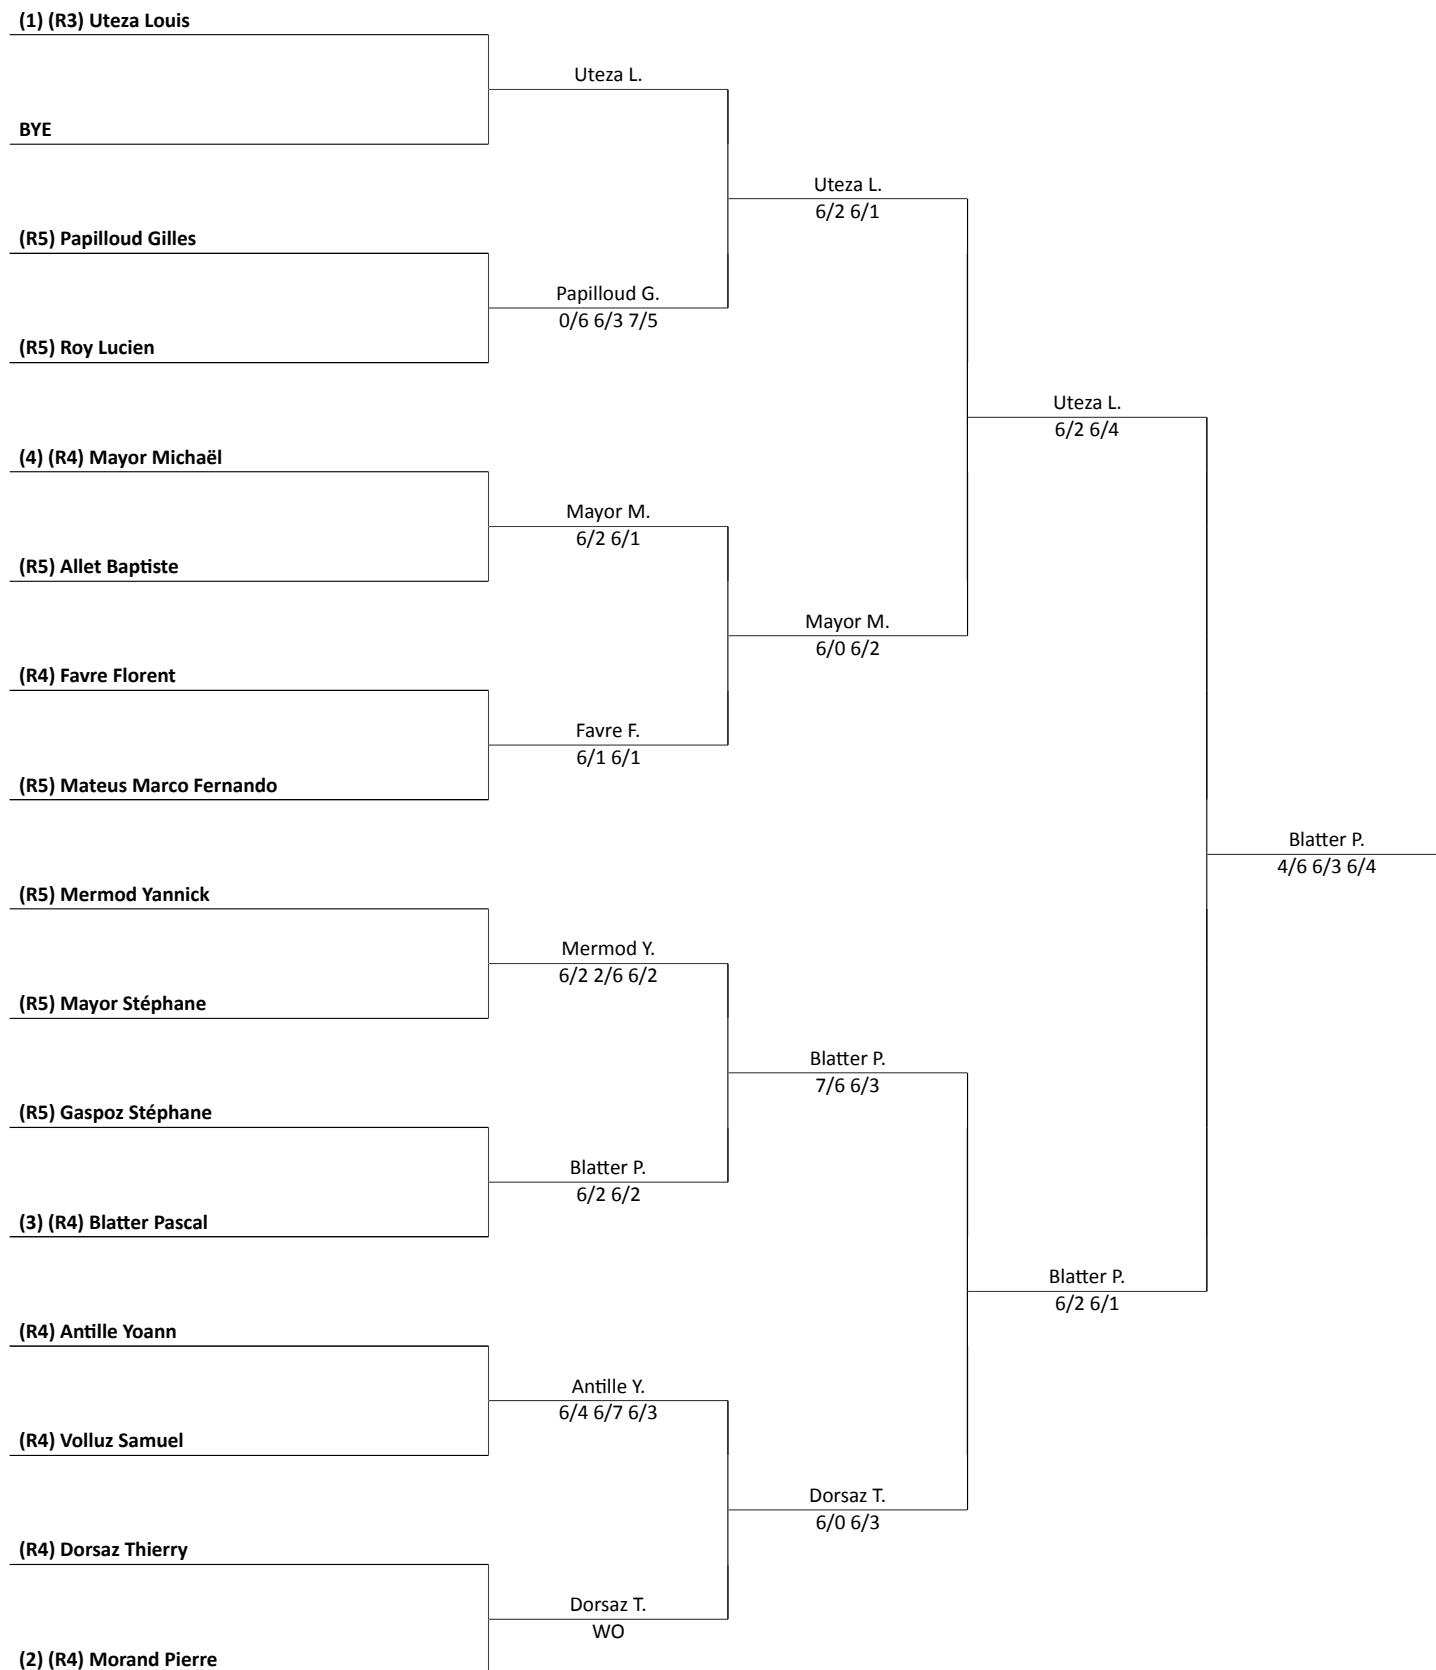 (1) (R3) Uteza Louis
Uteza L.
BYE
Uteza L.
6/2 6/1
(R5) Papilloud Gilles
Papilloud G.
0/6 6/3 7/5
(R5) Roy Lucien
Uteza L.
6/2 6/4
(4) (R4) Mayor Michaël
Mayor M.
6/2 6/1
(R5) Allet Baptiste
Mayor M.
6/0 6/2
(R4) Favre Florent
Favre F.
6/1 6/1
(R5) Mateus Marco Fernando
Blatter P.
4/6 6/3 6/4
(R5) Mermod Yannick
Mermod Y.
6/2 2/6 6/2
(R5) Mayor Stéphane
Blatter P.
7/6 6/3
(R5) Gaspoz Stéphane
Blatter P.
6/2 6/2
(3) (R4) Blatter Pascal
Blatter P.
6/2 6/1
(R4) Antille Yoann
Antille Y.
6/4 6/7 6/3
(R4) Volluz Samuel
Dorsaz T.
6/0 6/3
(R4) Dorsaz Thierry
Dorsaz T.
WO
(2) (R4) Morand Pierre